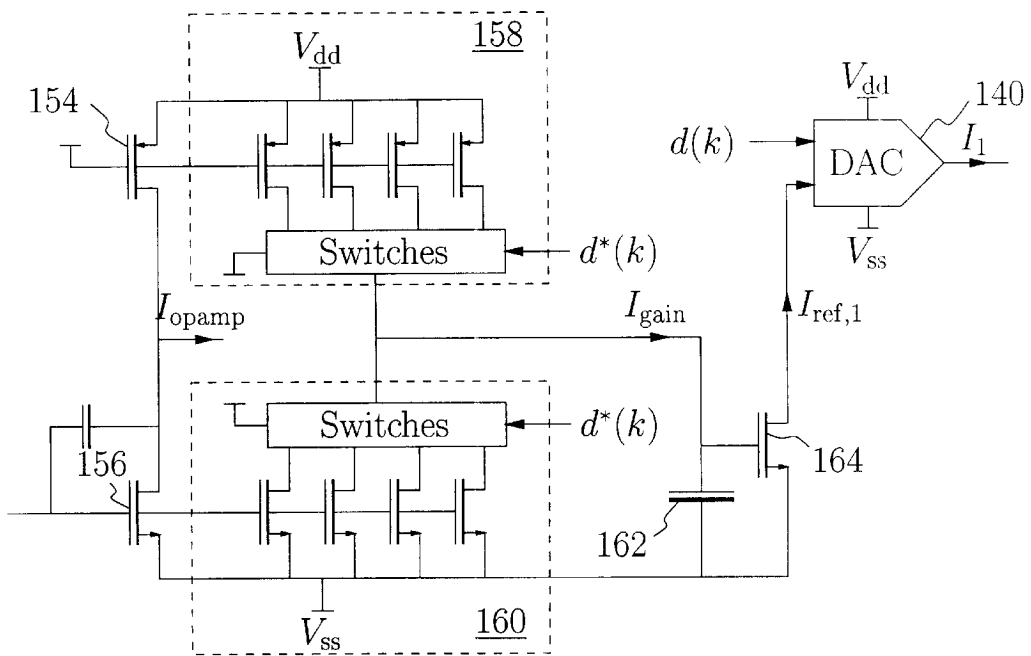 158
V_dd
154
V_dd
140
d(k)
DAC
I_1
Switches
d*(k)
V_ss
I_opamp
I_gain
I_ref,1
Switches
d*(k)
156
164
162
V_ss
160